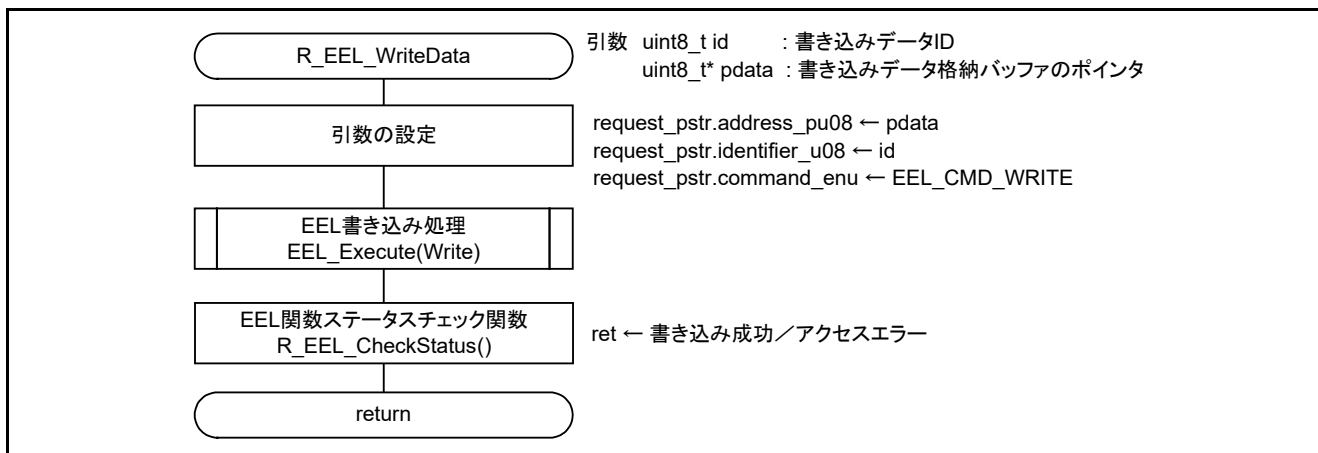 R_EEL_WriteData
引数 uint8_t id : 書き込みデータID
uint8_t* pdata : 書き込みデータ格納バッファのポインタ
引数の設定
request_pstr.address_pu08 ← pdata
request_pstr.identifier_u08 ← id
request_pstr.command_enu ← EEL_CMD_WRITE
EEL書き込み処理
EEL_Execute(Write)
EEL関数ステータスチェック関数
R_EEL_CheckStatus()
ret ← 書き込み成功／アクセスエラー
return